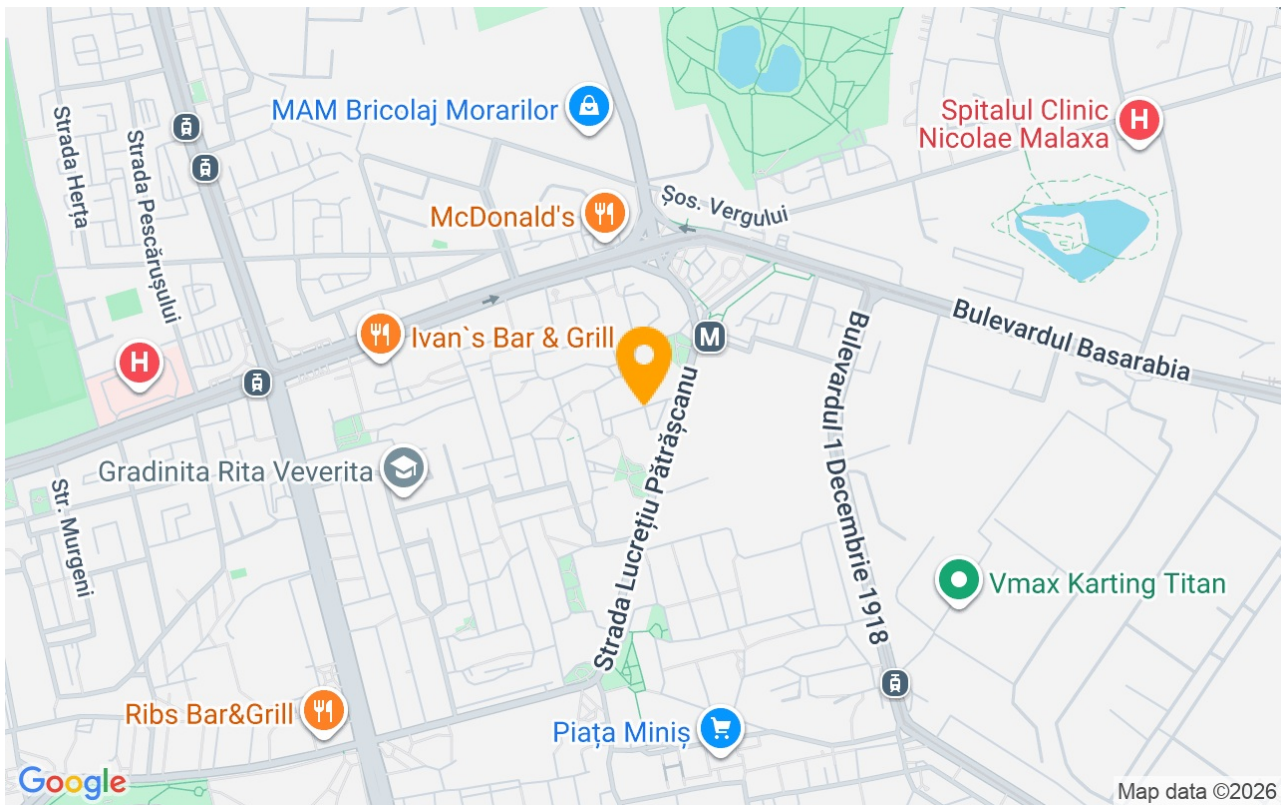 MAM Bricolaj Morarilor
Spitalul Clinic
Nicolae Malaxa
H
Strada Herța
Strada Pescărușului
McDonald's
Șos. Vergului
Ivan`s Bar & Grill
M
Bulevardul Basarabia
H
Bulevardul 1 Decembrie 1918
Strada Lucrețiu Pătrășcanu
Gradinita Rita Veverita
Str. Murgeni
Vmax Karting Titan
Ribs Bar&Grill
Piața Miniș
Google
Map data ©2026